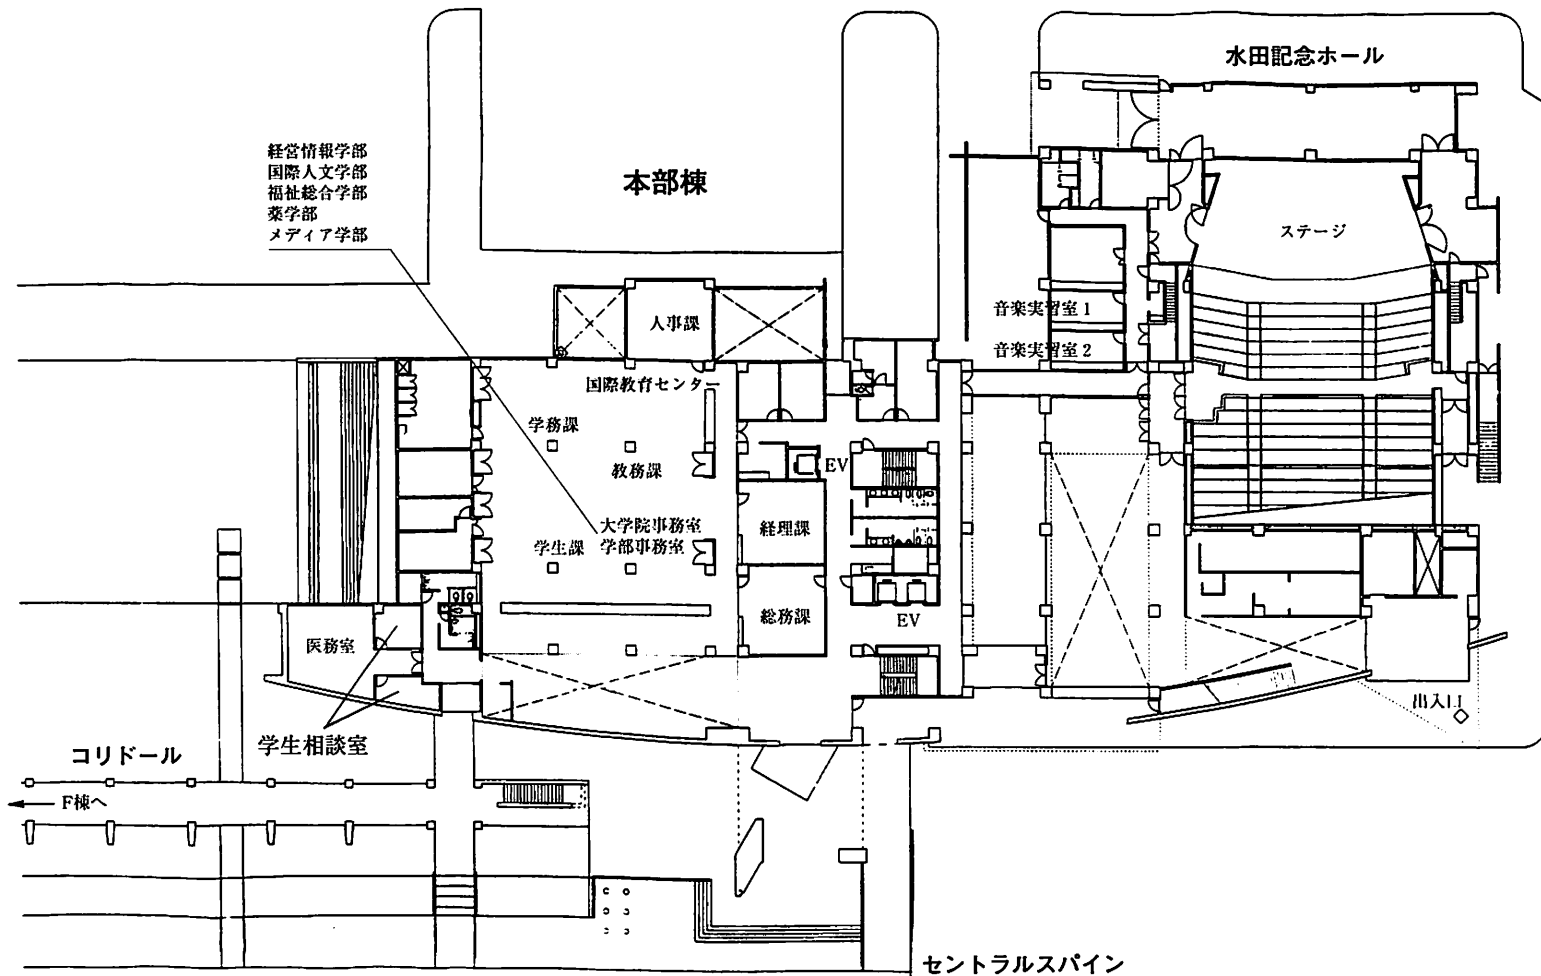 水田記念ホール
経営情報学部
国際人文学部
福祉総合学部
薬学部
メディア学部
本部棟
ステージ
人事課
音楽実習室1
音楽実習室2
国際教育センター
学務課
教務課
EV
大学院事務室
学生課 学部事務室
経理課
総務課
EV
医務室
出入口
学生相談室
コリドール
F棟へ
セントラルスパイン